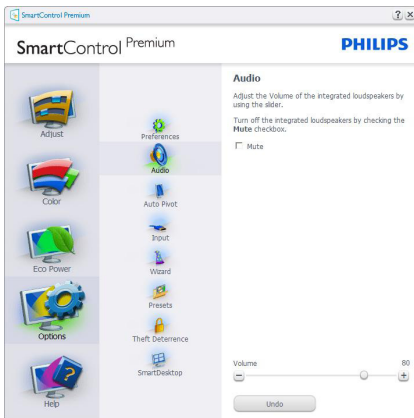 SmartControl Premium
SmartControl Premium
PHILIPS
Adjust
Color
Eco Power
Options
Help
Preferences
Audio
Auto Pivot
Input
Wizard
Presets
Theft Deterrence
SmartDesktop
Audio
Adjust the Volume of the integrated loudspeakers by
using the slider.
Turn off the integrated loudspeakers by checking the
Mute checkbox.
Mute
Volume 80
Undo